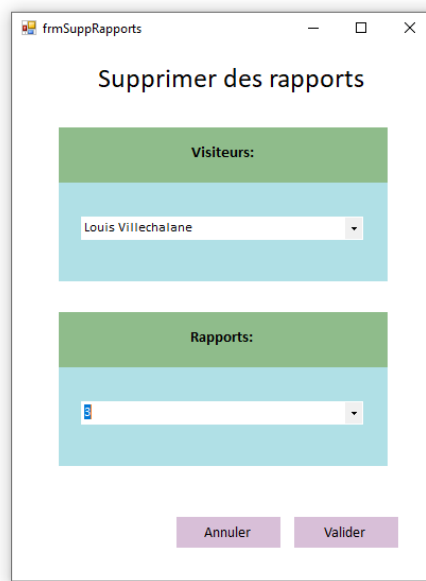 frmSuppRapports
Supprimer des rapports
Visiteurs:
Louis Villechalane
Rapports:
3
Annuler Valider